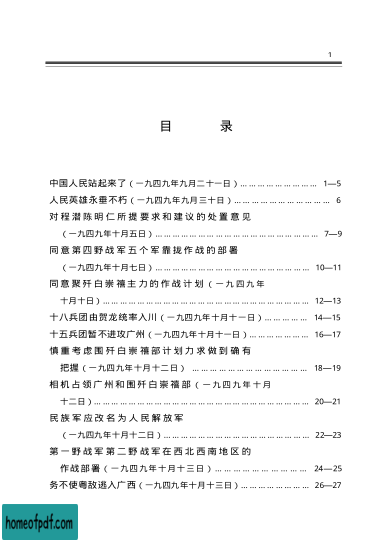 1
目 录
中国人民站起来了（一九四九年九月二十一日）…………………… 1—5
人民英雄永垂不朽（一九四九年九月三十日）…………………… 6
对程潜陈明仁所提要求和建议的处置意见
（一九四九年十月五日）…………………………………… 7—9
同意第四野战军五个军靠拢作战的部署
（一九四九年十月七日）…………………………………… 10—11
同意聚歼白崇禧主力的作战计划（一九四九年
十月十日）……………………………………………… 12—13
十八兵团由贺龙统率入川（一九四九年十月十一日）………… 14—15
十五兵团暂不进攻广州（一九四九年十月十一日）…………… 16—17
慎重考虑围歼白崇禧部计划力求做到确有
把握（一九四九年十月十二日） ……………………………… 18—19
相机占领广州和围歼白崇禧部（一九四九年十月
十二日）…………………………………………………… 20—21
民族军应改名为人民解放军
（一九四九年十月十二日）………………………………… 22—23
第一野战军第二野战军在西北西南地区的
作战部署（一九四九年十月十三日）……………………… 24—25
务不使粤敌逃入广西（一九四九年十月十三日）……………… 26—27
homeofpdf.com